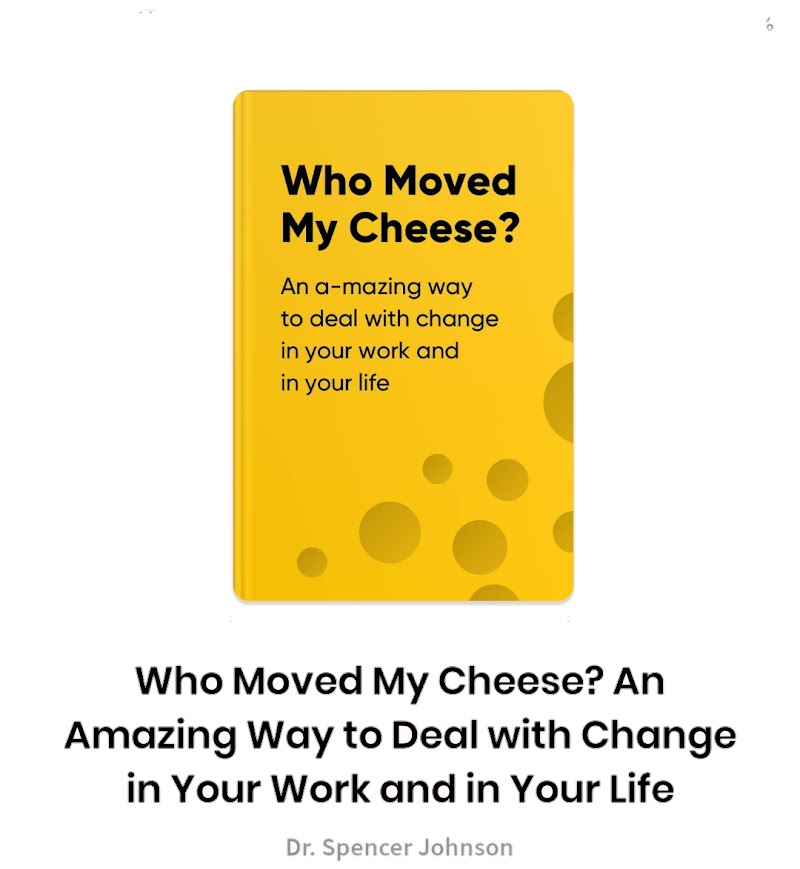 Who Moved
My Cheese?
An a-mazing way
to deal with change
in your work and
in your life
Who Moved My Cheese? An
Amazing Way to Deal with Change
in Your Work and in Your Life
Dr. Spencer Johnson